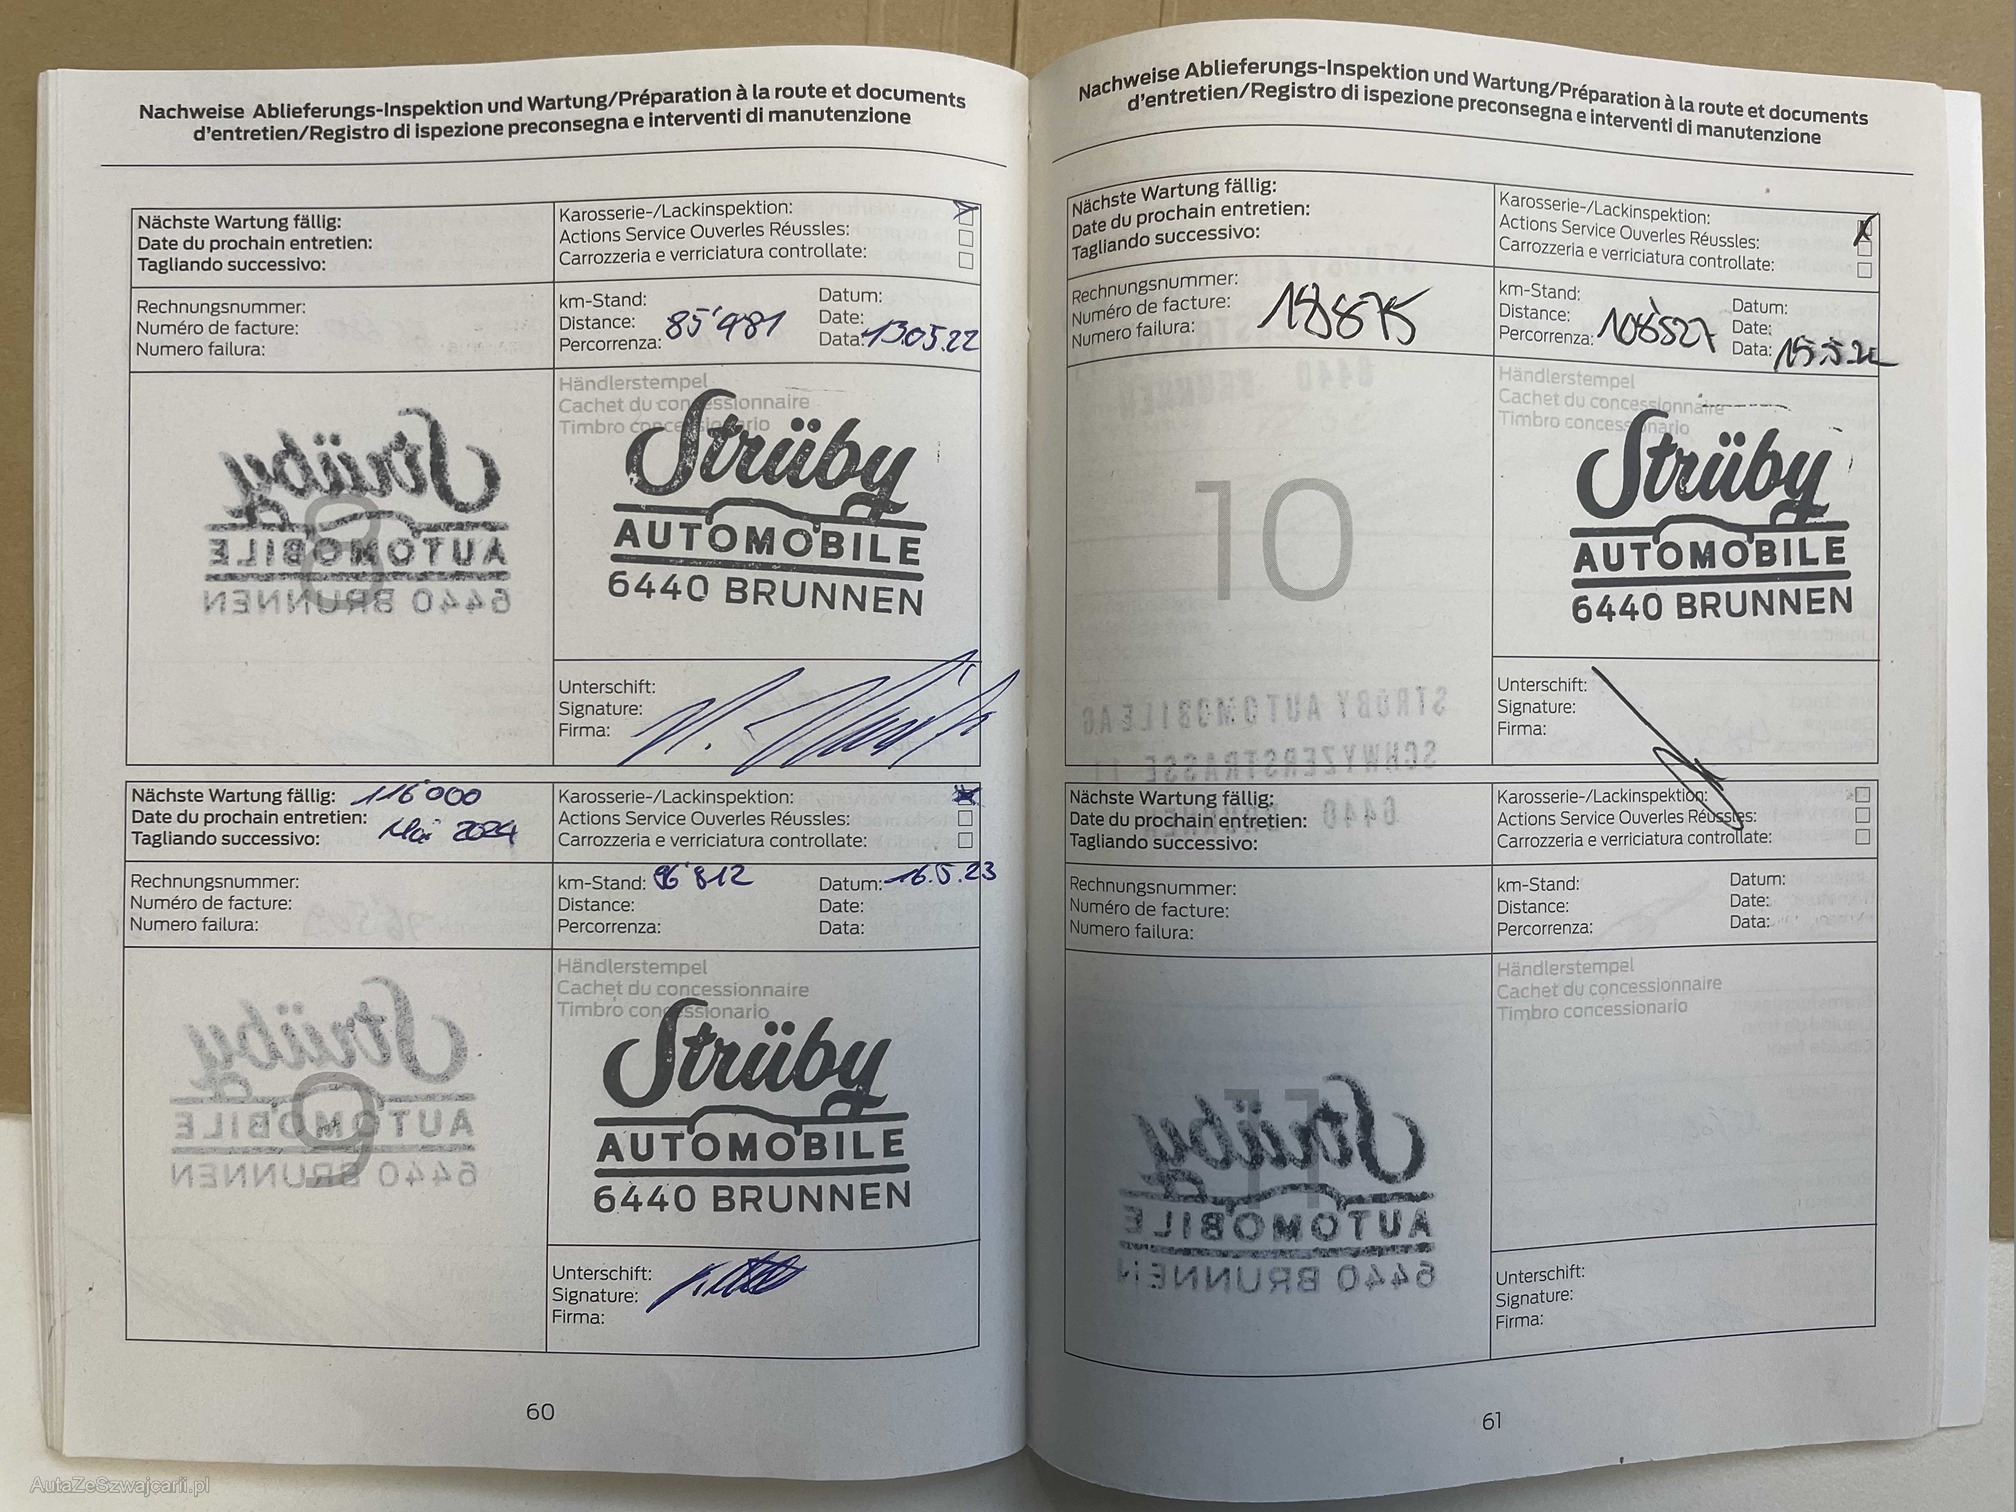 Nachweise Ablieferungs-Inspektion und Wartung/Préparation à la route et documents
d'entretien/Registro di ispezione preconsegna e interventi di manutenzione
Nächste Wartung fällig:
Date du prochain entretien:
Tagliando successivo:
Karosserie-/Lackinspektion:
Actions Service Ouverles Réussles:
Carrozzeria e verriciatura controllate:
Rechnungsnummer:
Numéro de facture:
Numero failura:
km-Stand:
Distance: 85'981
Percorrenza:
Datum:
Date:
Data: 13.05.22
8
Händlerstempel
Cachet du concessionnaire
Timbro concessionario
Strüby
AUTOMOBILE
6440 BRUNNEN
Unterschift:
Signature:
Firma:
Nächste Wartung fällig: 116'000
Date du prochain entretien:
Tagliando successivo: Mai 2024
Karosserie-/Lackinspektion:
Actions Service Ouverles Réussles:
Carrozzeria e verriciatura controllate:
Rechnungsnummer:
Numéro de facture:
Numero failura:
km-Stand: 96'812
Distance:
Percorrenza:
Datum: 16.5.23
Date:
Data:
9
Händlerstempel
Cachet du concessionnaire
Timbro concessionario
Strüby
AUTOMOBILE
6440 BRUNNEN
Unterschift:
Signature:
Firma:
60
Nachweise Ablieferungs-Inspektion und Wartung/Préparation à la route et documents
d'entretien/Registro di ispezione preconsegna e interventi di manutenzione
Nächste Wartung fällig:
Date du prochain entretien:
Tagliando successivo:
Karosserie-/Lackinspektion:
Actions Service Ouverles Réussles:
Carrozzeria e verriciatura controllate:
Rechnungsnummer:
Numéro de facture: 18875
Numero failura:
km-Stand:
Distance: 108'527
Percorrenza:
Datum:
Date:
Data:
10
Händlerstempel
Cachet du concessionnaire
Timbro concessionario
Strüby
AUTOMOBILE
6440 BRUNNEN
Unterschift:
Signature:
Firma:
Nächste Wartung fällig:
Date du prochain entretien:
Tagliando successivo:
Karosserie-/Lackinspektion:
Actions Service Ouverles Réussles:
Carrozzeria e verriciatura controllate:
Rechnungsnummer:
Numéro de facture:
Numero failura:
km-Stand:
Distance:
Percorrenza:
Datum:
Date:
Data:
11
Händlerstempel
Cachet du concessionnaire
Timbro concessionario
Unterschift:
Signature:
Firma:
61
AutaZeSzwajcarii.pl